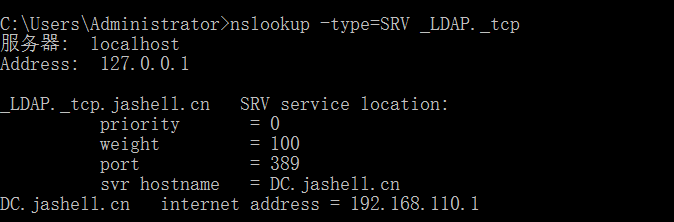 C:\Users\Administrator>nslookup -type=SRV _LDAP._tcp
服务器:  localhost
Address:  127.0.0.1
_LDAP._tcp.jashell.cn   SRV service location:
          priority       = 0
          weight         = 100
          port           = 389
          svr hostname   = DC.jashell.cn
DC.jashell.cn   internet address = 192.168.110.1